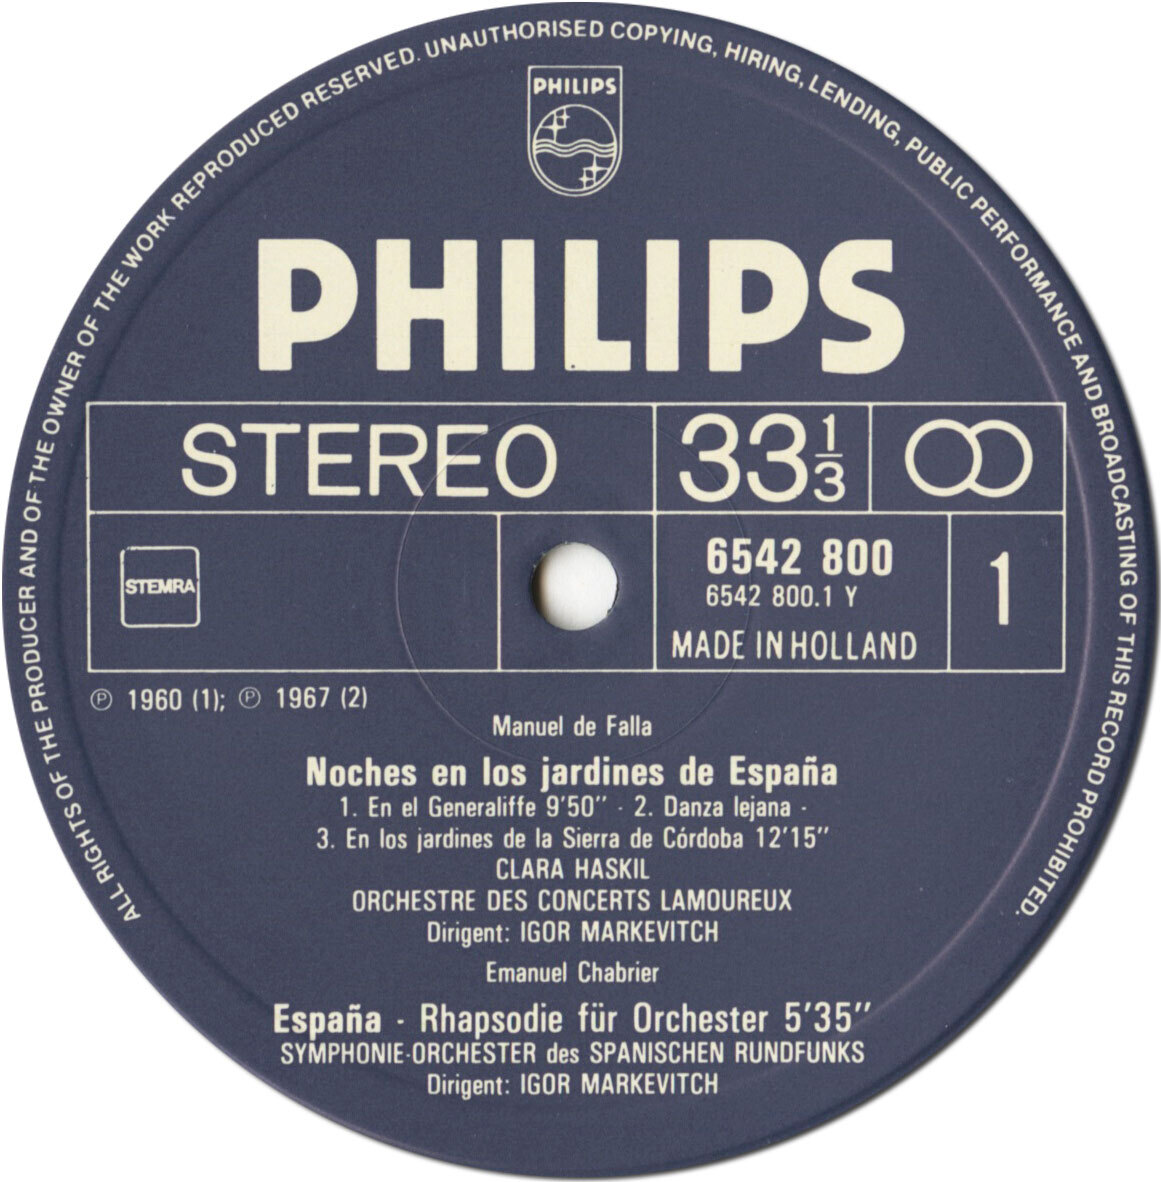 ALL RIGHTS OF THE PRODUCER AND OF THE OWNER OF THE WORK REPRODUCED RESERVED. UNAUTHORISED COPYING, HIRING, LENDING, PUBLIC PERFORMANCE AND BROADCASTING OF THIS RECORD PROHIBITED.
PHILIPS
PHILIPS
STEREO
33 1/3
STEMRA
6542 800
6542 800.1 Y
MADE IN HOLLAND
1
Ⓟ 1960 (1); Ⓟ 1967 (2)
Manuel de Falla
Noches en los jardines de España
1. En el Generaliffe 9'50'' · 2. Danza lejana ·
3. En los jardines de la Sierra de Córdoba 12'15''
CLARA HASKIL
ORCHESTRE DES CONCERTS LAMOUREUX
Dirigent: IGOR MARKEVITCH
Emanuel Chabrier
España · Rhapsodie für Orchester 5'35''
SYMPHONIE-ORCHESTER des SPANISCHEN RUNDFUNKS
Dirigent: IGOR MARKEVITCH